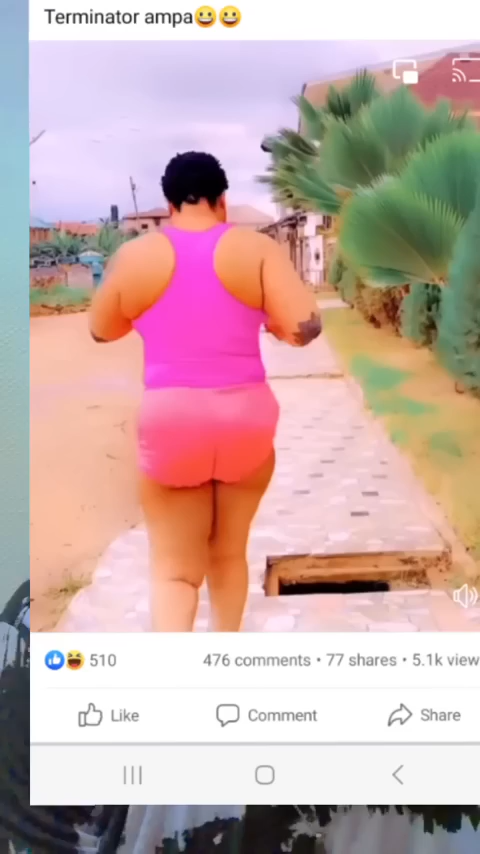 Terminator ampa😀😀
510
476 comments • 77 shares • 5.1k view
Like
Comment
Share